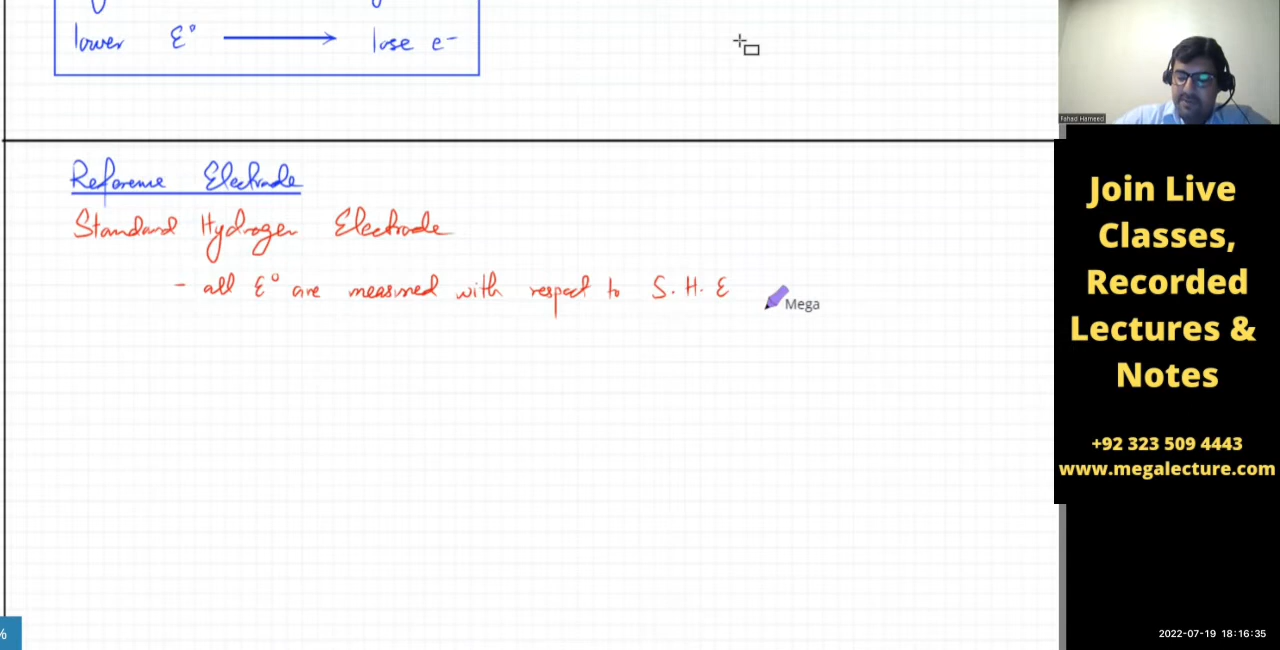 lower ℰ° ⟶ lose e-
Reference Electrode
Standard Hydrogen Electrode
- all ℰ° are measured with respect to S. H. E
Mega
Fahad Hameed
Join Live
Classes,
Recorded
Lectures &
Notes
+92 323 509 4443
www.megalecture.com
%
2022-07-19 18:16:35